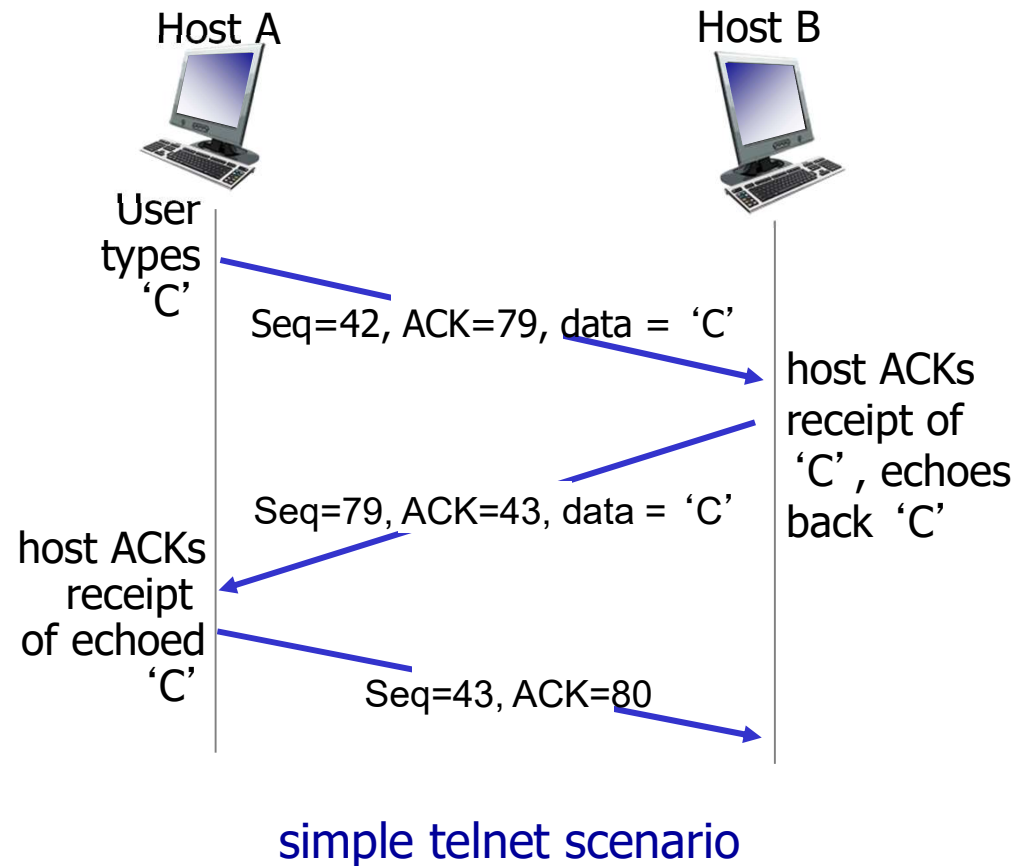 Host A
Host B
User
types
‘C’
Seq=42, ACK=79, data = ‘C’
host ACKs
receipt of
‘C’, echoes
back ‘C’
Seq=79, ACK=43, data = ‘C’
host ACKs
receipt
of echoed
‘C’
Seq=43, ACK=80
simple telnet scenario